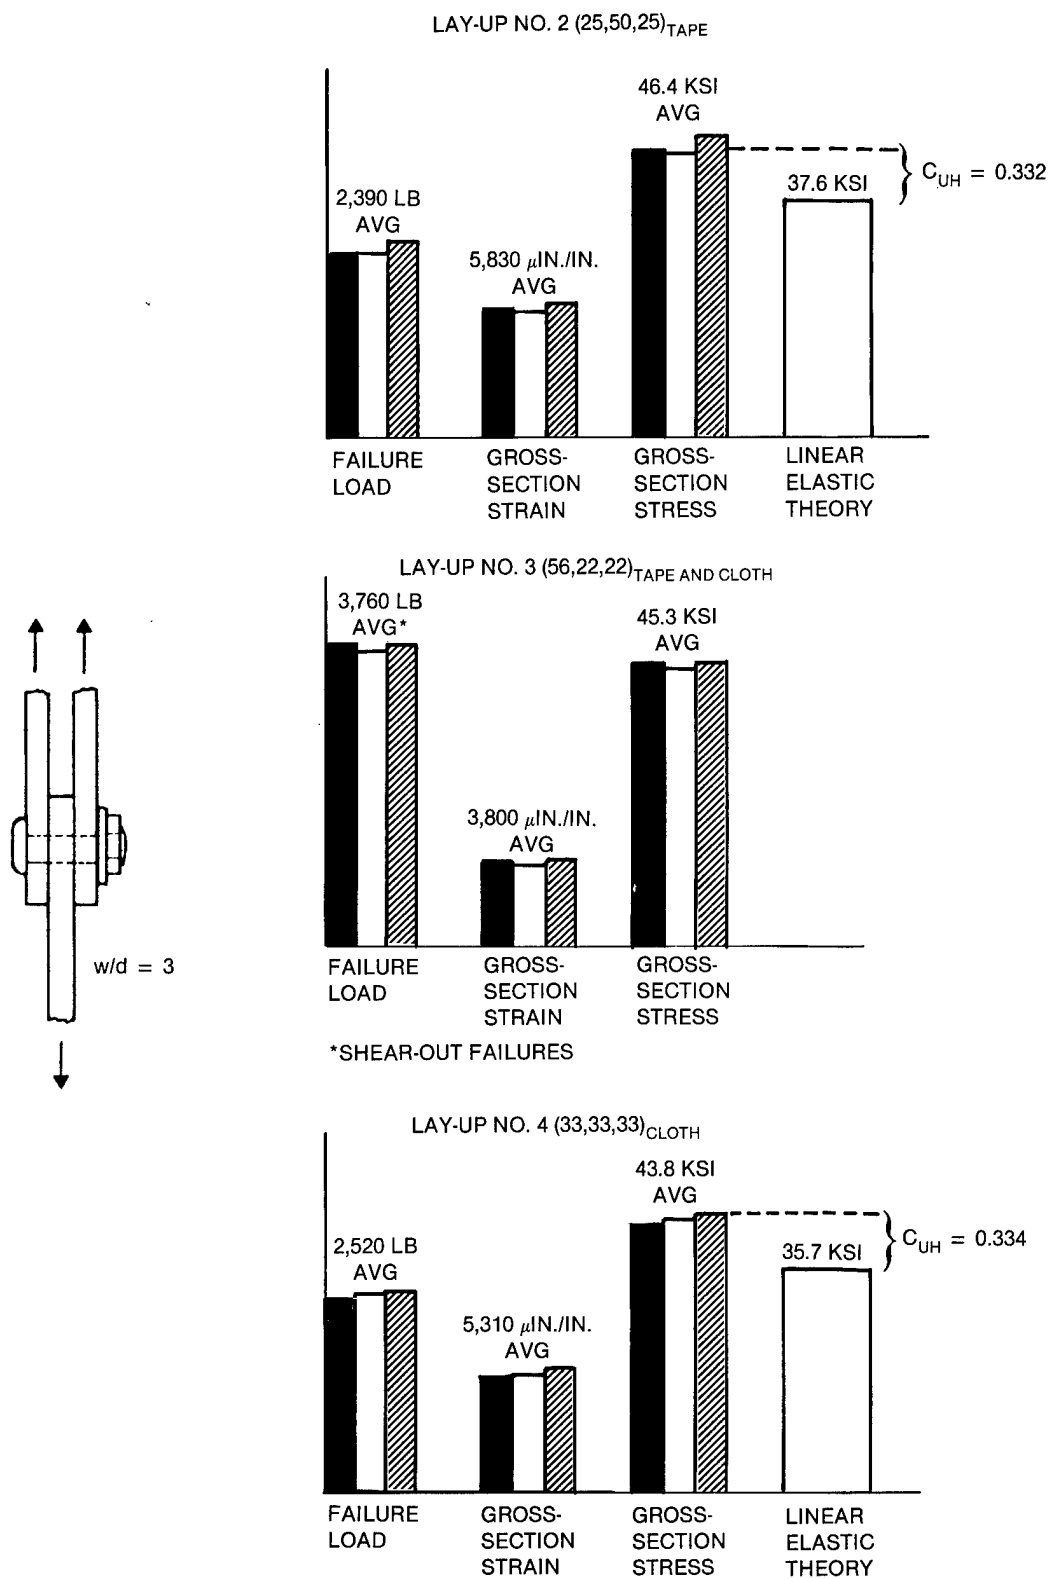 LAY-UP NO. 2 (25,50,25)TAPE
46.4 KSI
AVG
2,390 LB
AVG
5,830 μIN./IN.
AVG
37.6 KSI
CUH = 0.332
FAILURE
LOAD
GROSS-
SECTION
STRAIN
GROSS-
SECTION
STRESS
LINEAR
ELASTIC
THEORY
LAY-UP NO. 3 (56,22,22)TAPE AND CLOTH
3,760 LB
AVG*
45.3 KSI
AVG
3,800 μIN./IN.
AVG
w/d = 3
FAILURE
LOAD
GROSS-
SECTION
STRAIN
GROSS-
SECTION
STRESS
*SHEAR-OUT FAILURES
LAY-UP NO. 4 (33,33,33)CLOTH
43.8 KSI
AVG
2,520 LB
AVG
5,310 μIN./IN.
AVG
35.7 KSI
CUH = 0.334
FAILURE
LOAD
GROSS-
SECTION
STRAIN
GROSS-
SECTION
STRESS
LINEAR
ELASTIC
THEORY